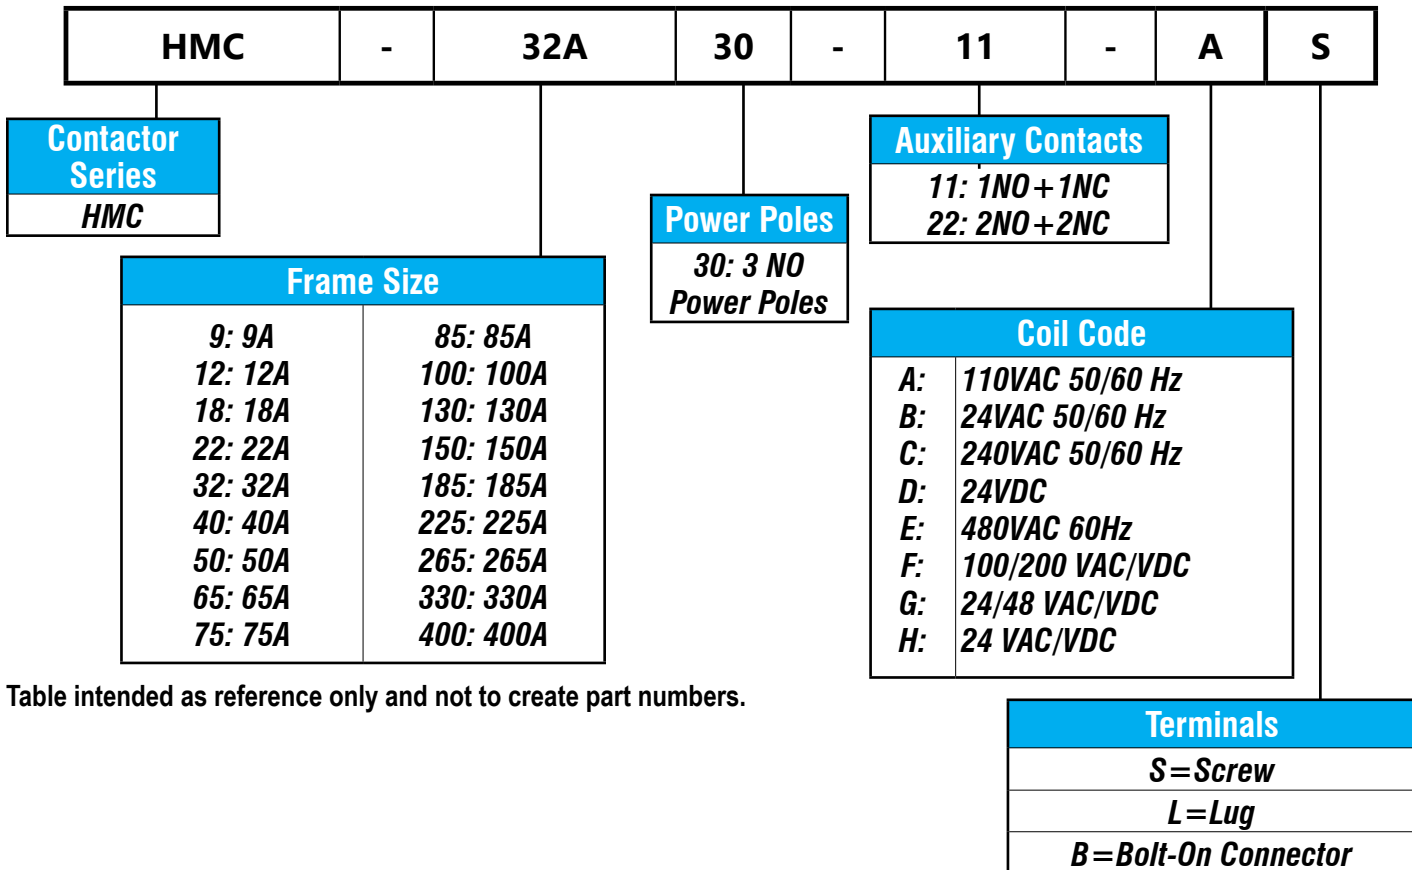 HMC - 32A 30 - 11 - A S
Contactor
Series
HMC
Frame Size
9: 9A
12: 12A
18: 18A
22: 22A
32: 32A
40: 40A
50: 50A
65: 65A
75: 75A
85: 85A
100: 100A
130: 130A
150: 150A
185: 185A
225: 225A
265: 265A
330: 330A
400: 400A
Power Poles
30: 3 NO
Power Poles
Auxiliary Contacts
11: 1NO+1NC
22: 2NO+2NC
Coil Code
A: 110VAC 50/60 Hz
B: 24VAC 50/60 Hz
C: 240VAC 50/60 Hz
D: 24VDC
E: 480VAC 60Hz
F: 100/200 VAC/VDC
G: 24/48 VAC/VDC
H: 24 VAC/VDC
Table intended as reference only and not to create part numbers.
Terminals
S=Screw
L=Lug
B=Bolt-On Connector